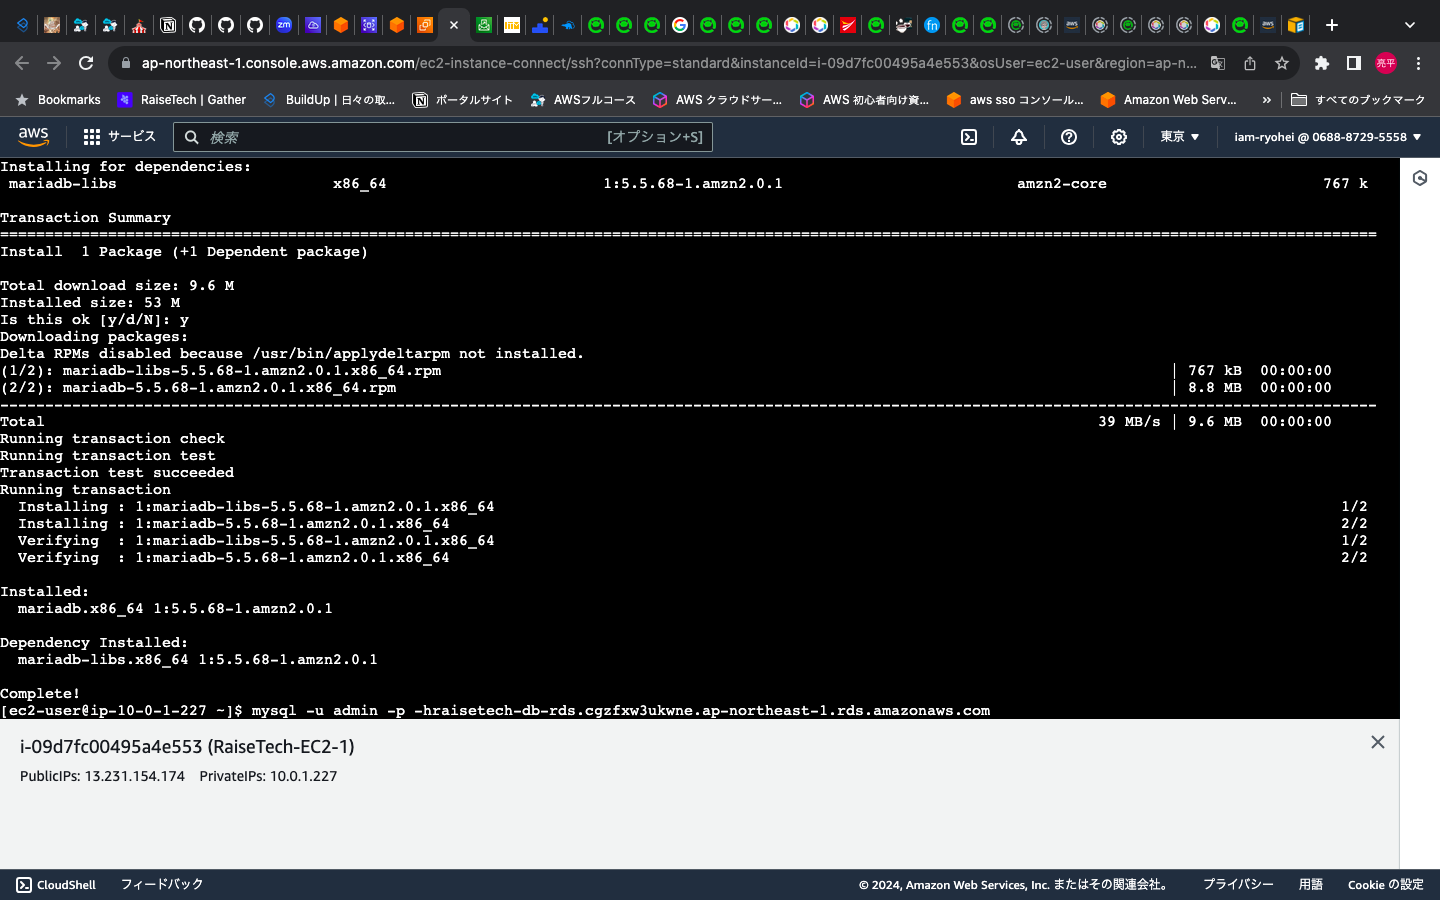 ap-northeast-1.console.aws.amazon.com/ec2-instance-connect/ssh?connType=standard&instanceId=i-09d7fc00495a4e553&osUser=ec2-user&region=ap-n...
亮平
Bookmarks RaiseTech | Gather BuildUp | 日々の取... ポータルサイト AWSフルコース AWS クラウドサー... AWS 初心者向け資... aws sso コンソール... Amazon Web Serv... » すべてのブックマーク
aws サービス 検索 [オプション+S] 東京 iam-ryohei @ 0688-8729-5558
Installing for dependencies:
mariadb-libs x86_64 1:5.5.68-1.amzn2.0.1 amzn2-core 767 k
Transaction Summary
================================================================================
Install 1 Package (+1 Dependent package)
Total download size: 9.6 M
Installed size: 53 M
Is this ok [y/d/N]: y
Downloading packages:
Delta RPMs disabled because /usr/bin/applydeltarpm not installed.
(1/2): mariadb-libs-5.5.68-1.amzn2.0.1.x86_64.rpm | 767 kB 00:00:00
(2/2): mariadb-5.5.68-1.amzn2.0.1.x86_64.rpm | 8.8 MB 00:00:00
--------------------------------------------------------------------------------
Total 39 MB/s | 9.6 MB 00:00:00
Running transaction check
Running transaction test
Transaction test succeeded
Running transaction
Installing : 1:mariadb-libs-5.5.68-1.amzn2.0.1.x86_64 1/2
Installing : 1:mariadb-5.5.68-1.amzn2.0.1.x86_64 2/2
Verifying : 1:mariadb-libs-5.5.68-1.amzn2.0.1.x86_64 1/2
Verifying : 1:mariadb-5.5.68-1.amzn2.0.1.x86_64 2/2
Installed:
mariadb.x86_64 1:5.5.68-1.amzn2.0.1
Dependency Installed:
mariadb-libs.x86_64 1:5.5.68-1.amzn2.0.1
Complete!
[ec2-user@ip-10-0-1-227 ~]$ mysql -u admin -p -hraisetech-db-rds.cgzfxw3ukwne.ap-northeast-1.rds.amazonaws.com
i-09d7fc00495a4e553 (RaiseTech-EC2-1)
PublicIPs: 13.231.154.174 PrivateIPs: 10.0.1.227
CloudShell フィードバック © 2024, Amazon Web Services, Inc. またはその関連会社。 プライバシー 用語 Cookie の設定